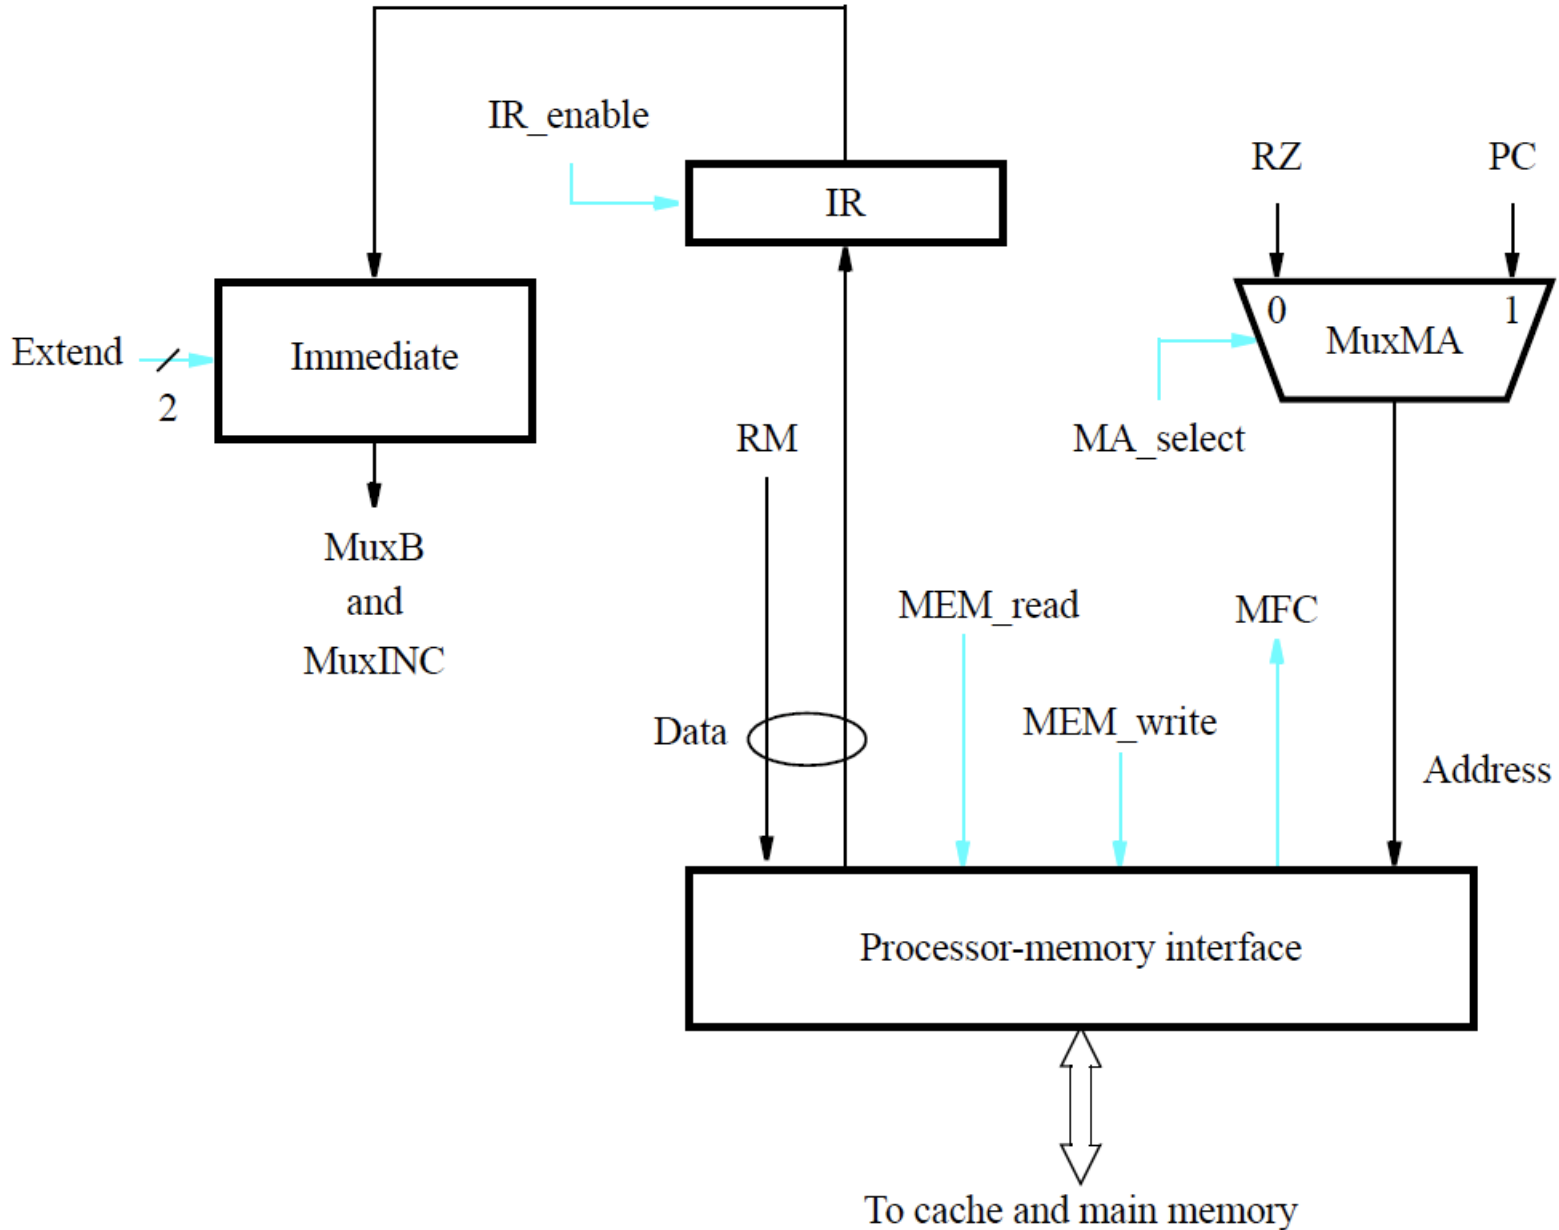 IR_enable
RZ
PC
IR
0
1
MuxMA
Extend
2
Immediate
RM
MA_select
MuxB
and
MuxINC
MEM_read
MFC
Data
MEM_write
Address
Processor-memory interface
To cache and main memory